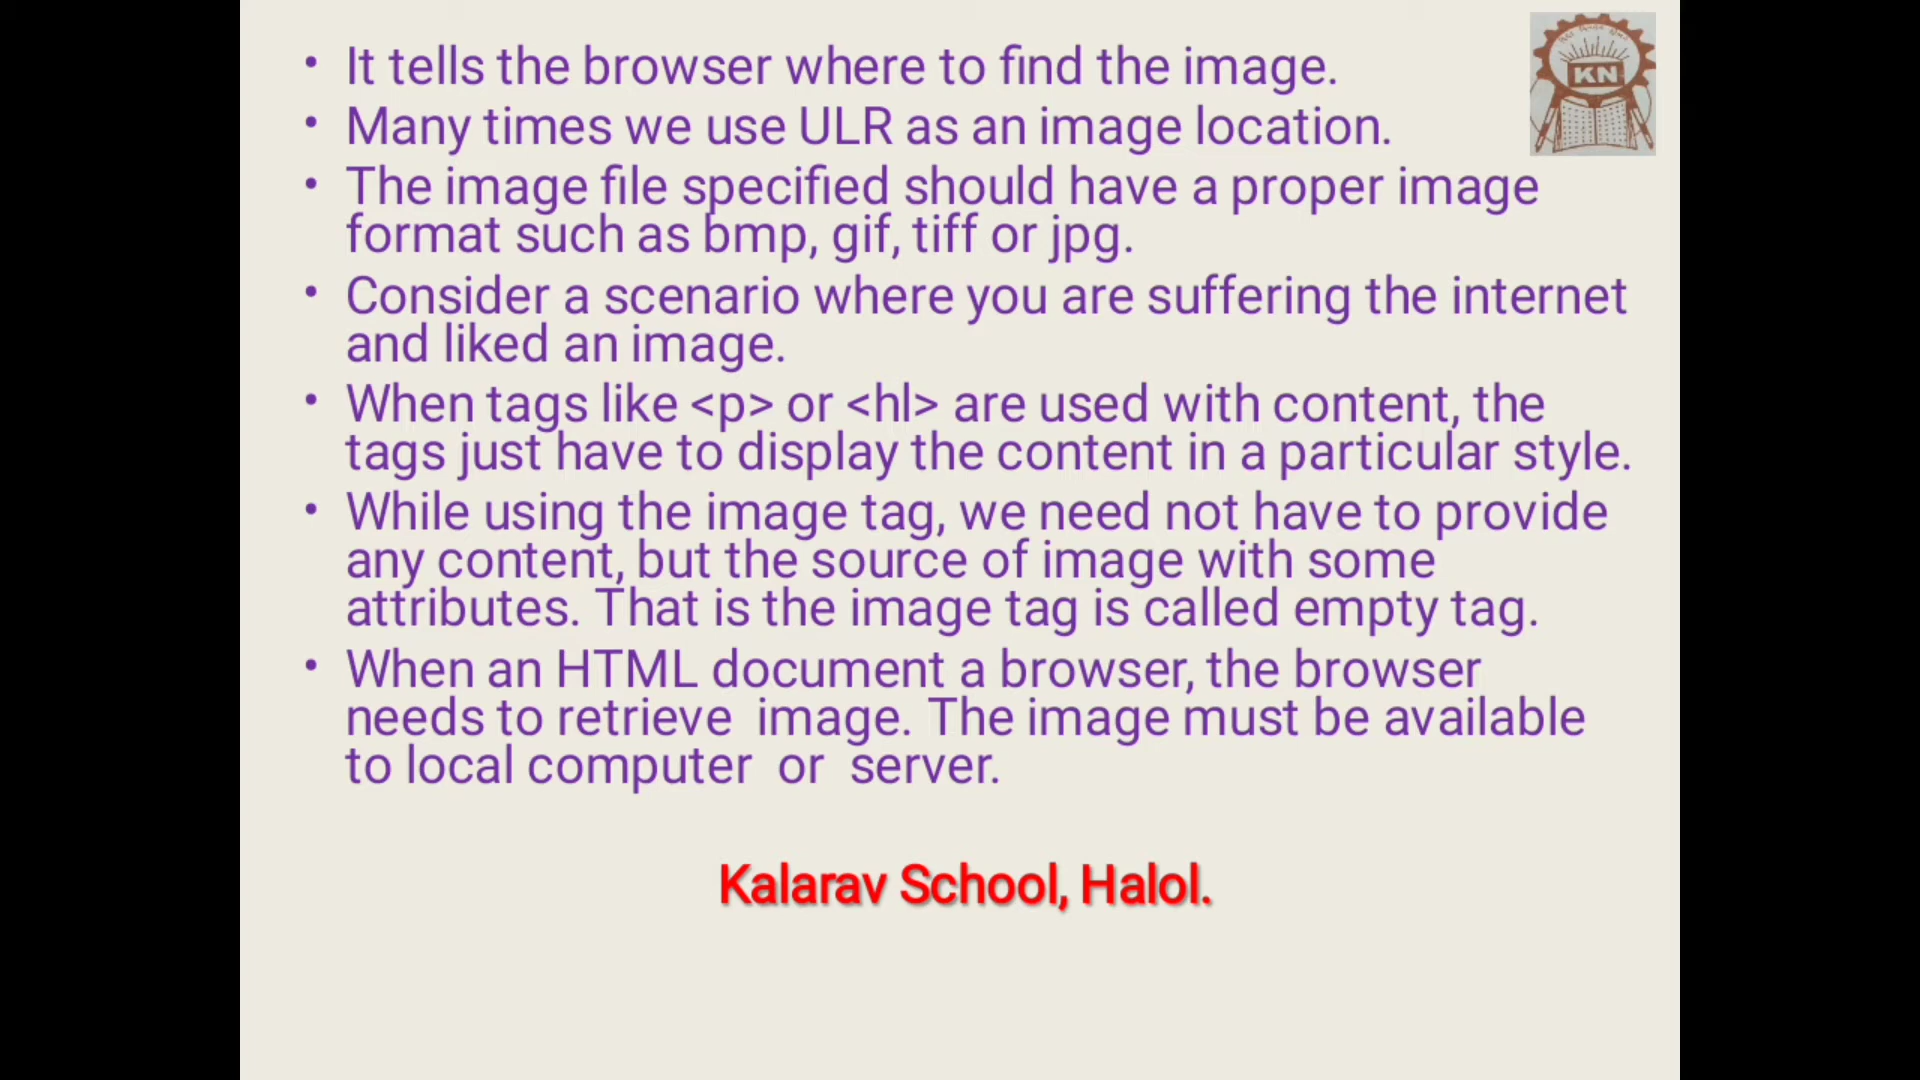 • It tells the browser where to find the image.
• Many times we use ULR as an image location.
• The image file specified should have a proper image
format such as bmp, gif, tiff or jpg.
• Consider a scenario where you are suffering the internet
and liked an image.
• When tags like <p> or <hl> are used with content, the
tags just have to display the content in a particular style.
• While using the image tag, we need not have to provide
any content, but the source of image with some
attributes. That is the image tag is called empty tag.
• When an HTML document a browser, the browser
needs to retrieve  image. The image must be available
to local computer  or  server.
Kalarav School, Halol.
KN